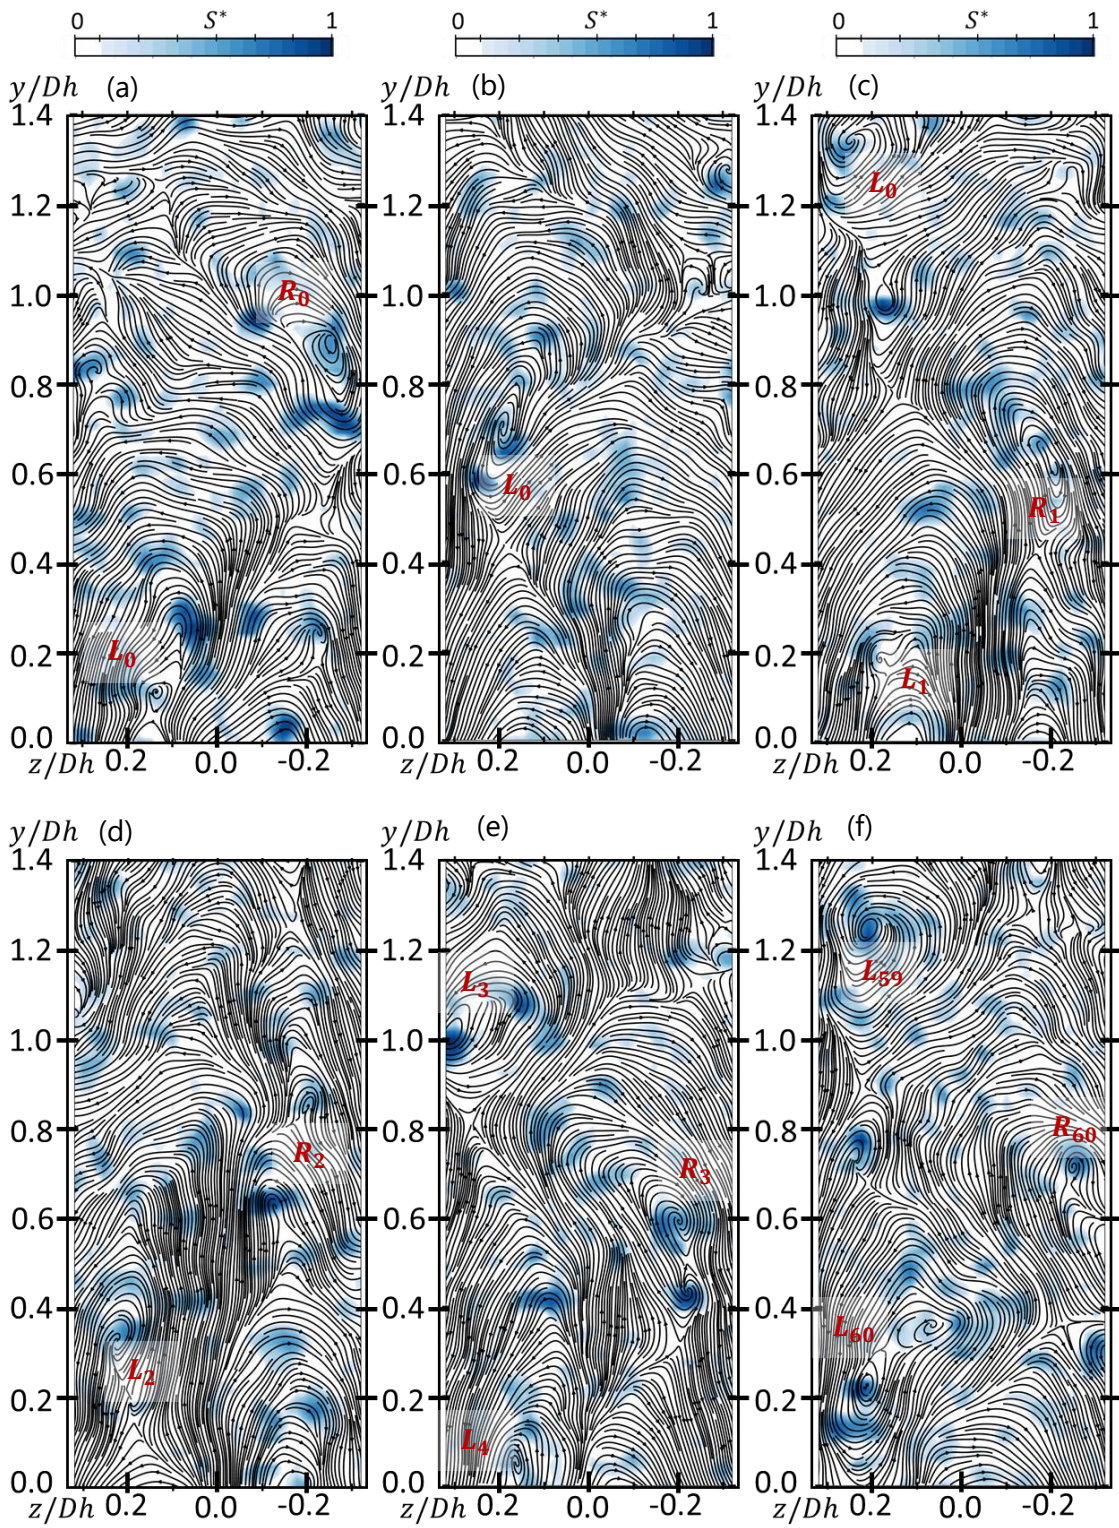 0 S* 1 0 S* 1 0 S* 1
y/Dh (a) y/Dh (b) y/Dh (c)
1.4 1.4 1.4
L₀
1.2 1.2 1.2
R₀
1.0 1.0 1.0
0.8 0.8 0.8
0.6 L₀ 0.6 0.6
R₁
0.4 0.4 0.4
L₀ 0.2 0.2 0.2
L₁
0.0 0.0 0.0
z/Dh 0.2 0.0 -0.2 z/Dh 0.2 0.0 -0.2 z/Dh 0.2 0.0 -0.2
y/Dh (d) y/Dh (e) y/Dh (f)
1.4 1.4 1.4
1.2 1.2 1.2
L₃ L₅₉
1.0 1.0 1.0
0.8 0.8 0.8
R₆₀
R₂ R₃
0.6 0.6 0.6
0.4 0.4 0.4
L₆₀
L₂
0.2 0.2 0.2
L₄
0.0 0.0 0.0
z/Dh 0.2 0.0 -0.2 z/Dh 0.2 0.0 -0.2 z/Dh 0.2 0.0 -0.2